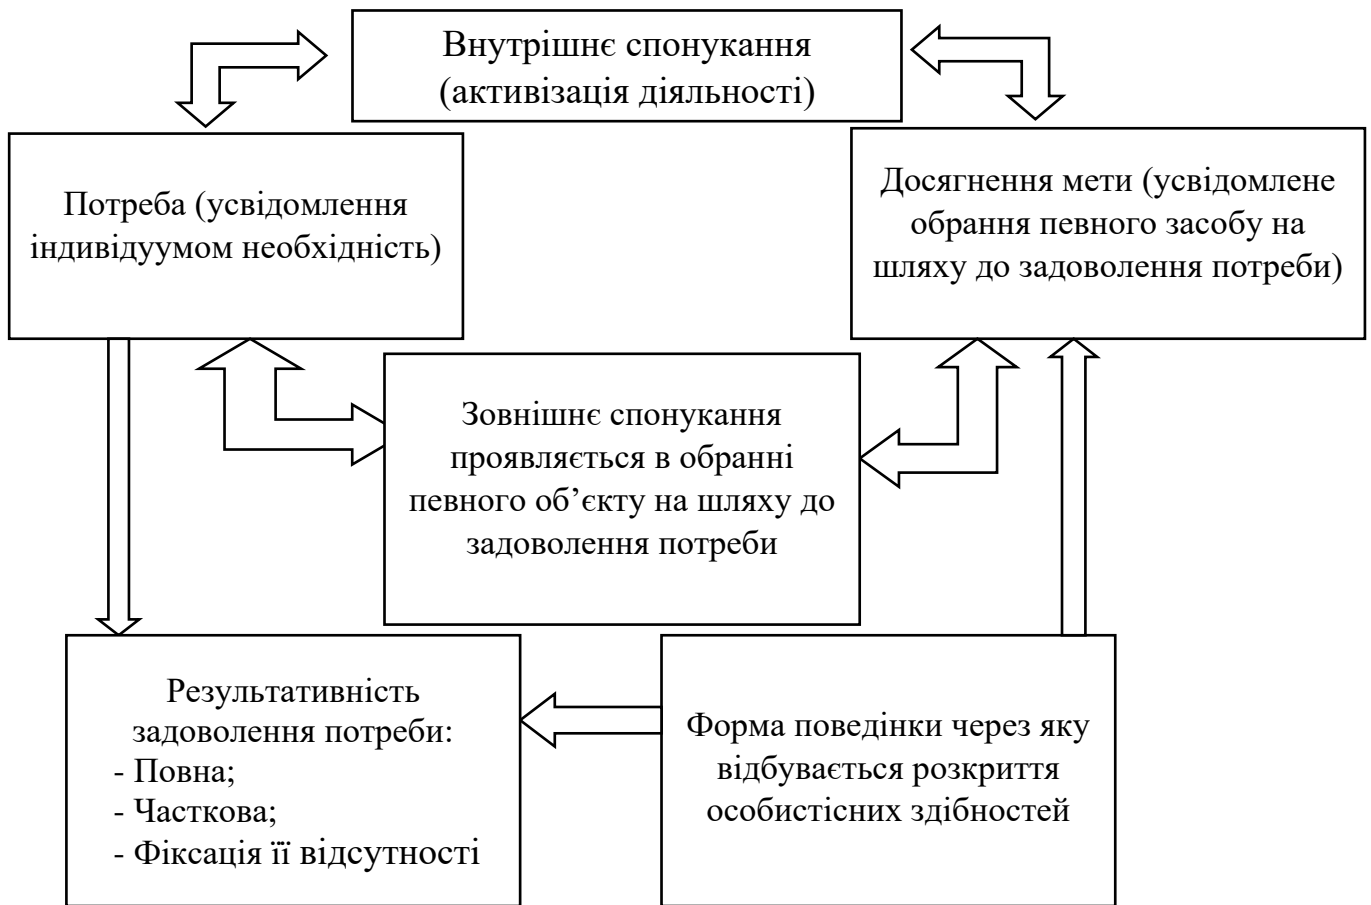 Внутрішнє спонукання
(активізація діяльності)
Потреба (усвідомлення
індивідуумом необхідність)
Досягнення мети (усвідомлене
обрання певного засобу на
шляху до задоволення потреби)
Зовнішнє спонукання
проявляється в обранні
певного об’єкту на шляху до
задоволення потреби
Результативність
задоволення потреби:
- Повна;
- Часткова;
- Фіксація її відсутності
Форма поведінки через яку
відбувається розкриття
особистісних здібностей